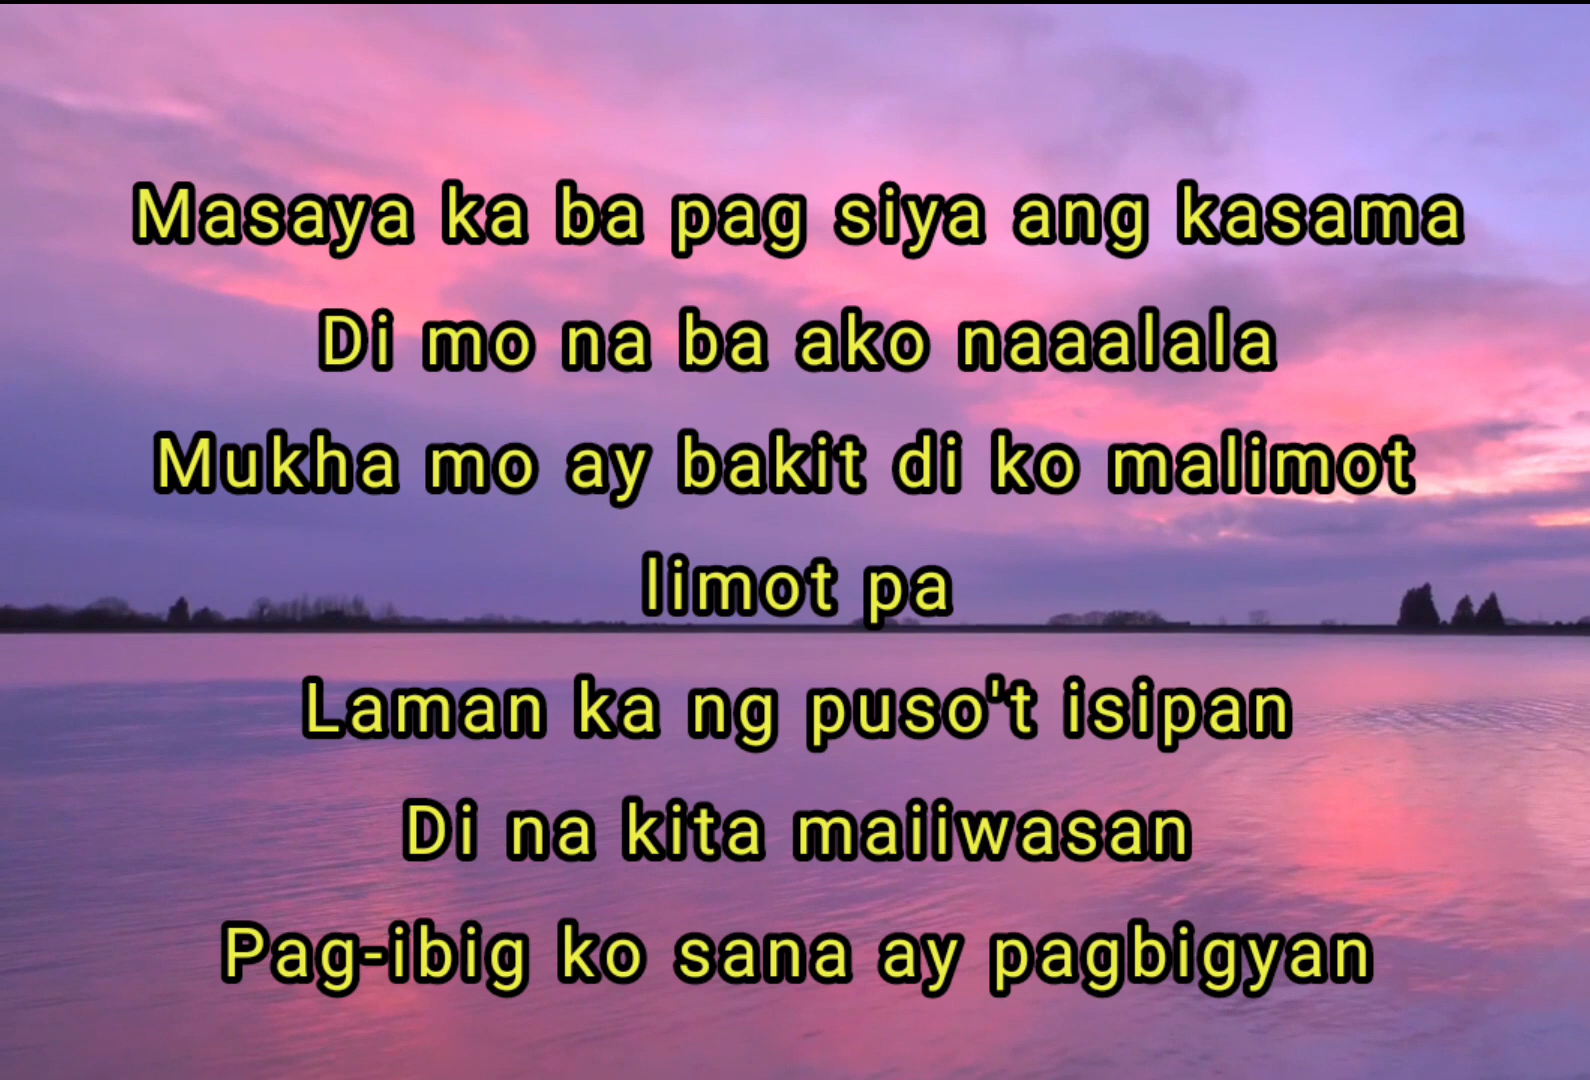 Masaya ka ba pag siya ang kasama
Di mo na ba ako naaalala
Mukha mo ay bakit di ko malimot
limot pa
Laman ka ng puso't isipan
Di na kita maiiwasan
Pag-ibig ko sana ay pagbigyan